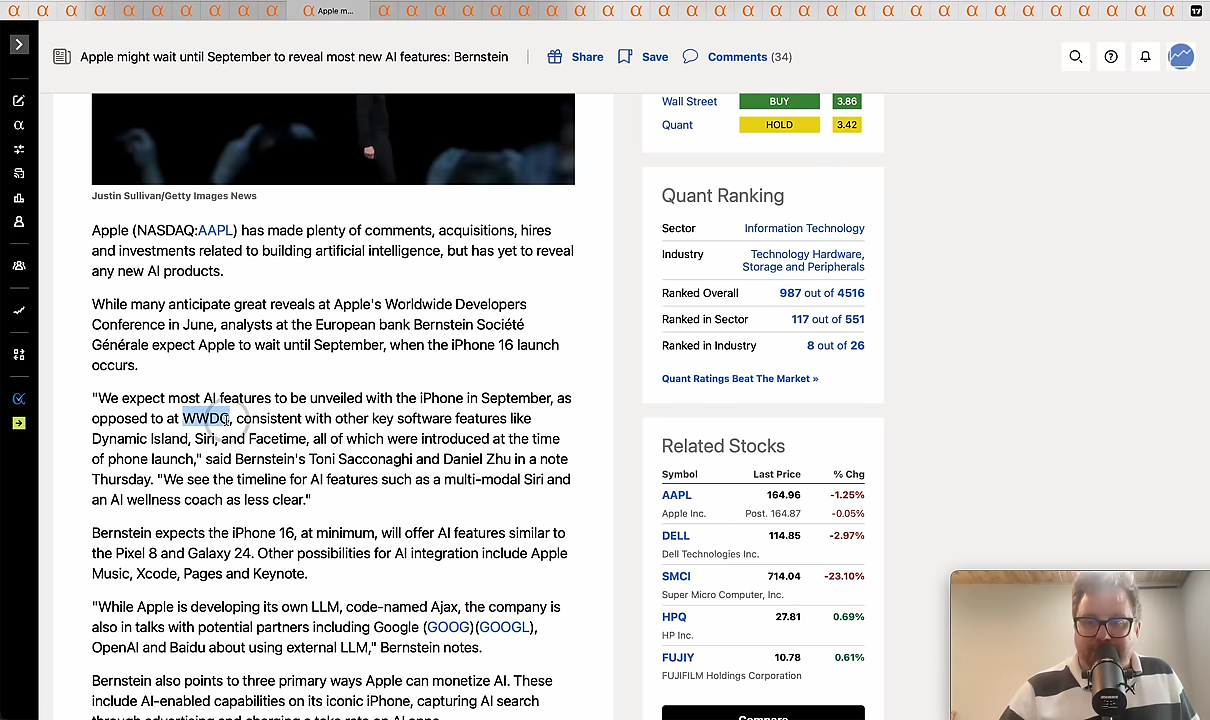 Apple m...
Apple might wait until September to reveal most new AI features: Bernstein
Share
Save
Comments (34)
Justin Sullivan/Getty Images News
Apple (NASDAQ:AAPL) has made plenty of comments, acquisitions, hires
and investments related to building artificial intelligence, but has yet to reveal
any new AI products.
While many anticipate great reveals at Apple's Worldwide Developers
Conference in June, analysts at the European bank Bernstein Société
Générale expect Apple to wait until September, when the iPhone 16 launch
occurs.
"We expect most AI features to be unveiled with the iPhone in September, as
opposed to at WWDC, consistent with other key software features like
Dynamic Island, Siri, and Facetime, all of which were introduced at the time
of phone launch," said Bernstein's Toni Sacconaghi and Daniel Zhu in a note
Thursday. "We see the timeline for AI features such as a multi-modal Siri and
an AI wellness coach as less clear."
Bernstein expects the iPhone 16, at minimum, will offer AI features similar to
the Pixel 8 and Galaxy 24. Other possibilities for AI integration include Apple
Music, Xcode, Pages and Keynote.
"While Apple is developing its own LLM, code-named Ajax, the company is
also in talks with potential partners including Google (GOOG)(GOOGL),
OpenAI and Baidu about using external LLM," Bernstein notes.
Bernstein also points to three primary ways Apple can monetize AI. These
include AI-enabled capabilities on its iconic iPhone, capturing AI search
through advertising and charging a take rate on AI apps.
Wall Street BUY 3.86
Quant HOLD 3.42
Quant Ranking
Sector Information Technology
Industry Technology Hardware,
Storage and Peripherals
Ranked Overall 987 out of 4516
Ranked in Sector 117 out of 551
Ranked in Industry 8 out of 26
Quant Ratings Beat The Market »
Related Stocks
Symbol Last Price % Chg
AAPL 164.96 -1.25%
Apple Inc. Post. 164.87 -0.05%
DELL 114.85 -2.97%
Dell Technologies Inc.
SMCI 714.04 -23.10%
Super Micro Computer, Inc.
HPQ 27.81 0.69%
HP Inc.
FUJIY 10.78 0.61%
FUJIFILM Holdings Corporation
Compare